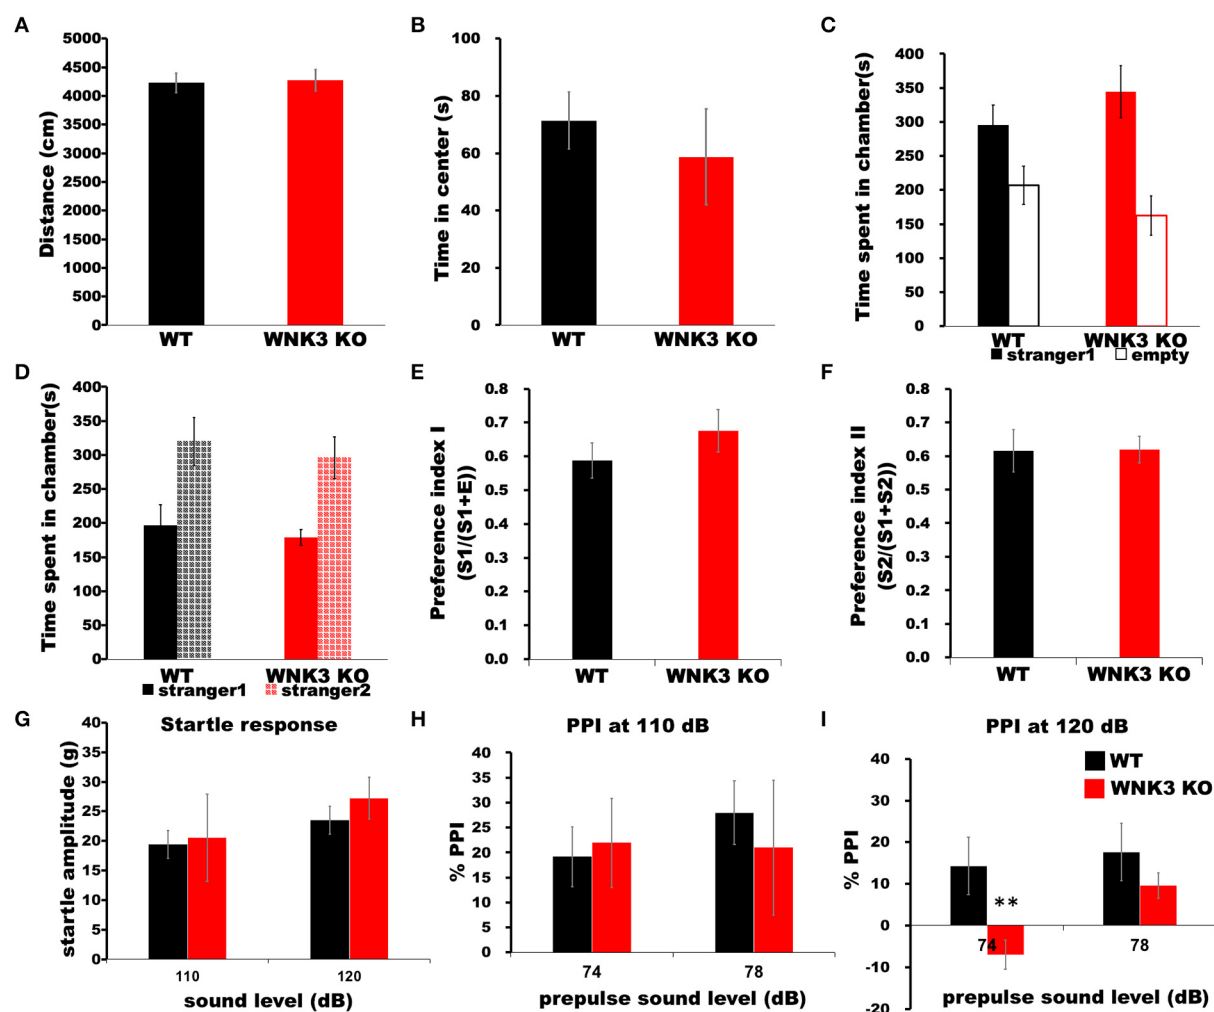 A
5000
4500
4000
3500
3000
2500
2000
1500
1000
500
0
Distance (cm)
WT WNK3 KO
B
100
80
60
40
20
0
Time in center (s)
WT WNK3 KO
C
400
350
300
250
200
150
100
50
0
Time spent in chamber(s)
WT WNK3 KO
stranger1 empty
D
400
350
300
250
200
150
100
50
0
Time spent in chamber(s)
WT WNK3 KO
stranger1 stranger2
E
0.8
0.7
0.6
0.5
0.4
0.3
0.2
0.1
0.0
Preference index I
(S1/(S1+E))
WT WNK3 KO
F
0.8
0.7
0.6
0.5
0.4
0.3
0.2
0.1
0.0
Preference index II
(S2/(S1+S2))
WT WNK3 KO
G
Startle response
40
35
30
25
20
15
10
5
0
startle amplitude (g)
110 120
sound level (dB)
H
PPI at 110 dB
40
35
30
25
20
15
10
5
0
% PPI
74 78
prepulse sound level (dB)
I
PPI at 120 dB
WT
WNK3 KO
40
30
20
10
0
-10
-20
% PPI
**
74 78
prepulse sound level (dB)